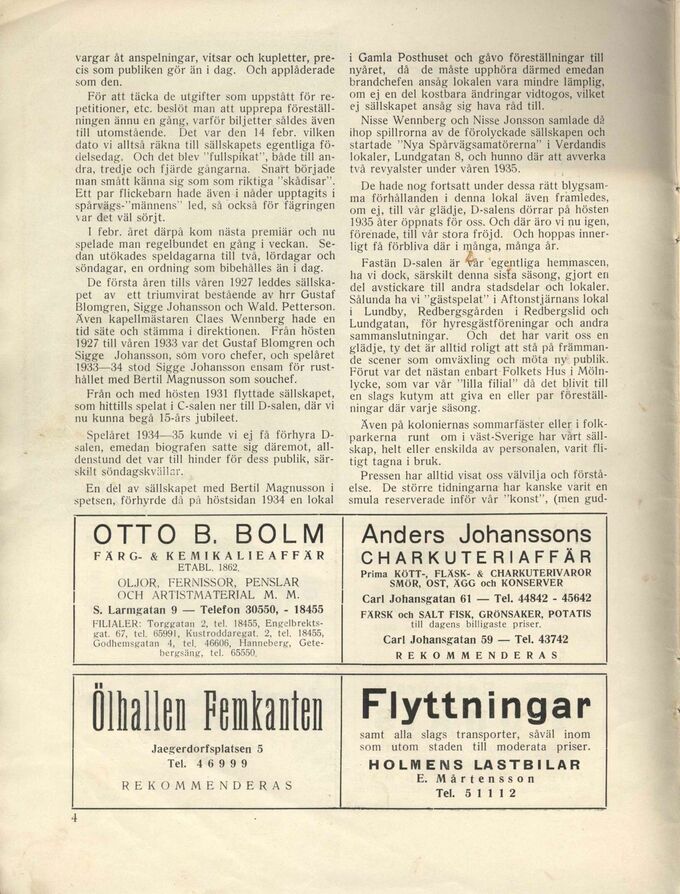 vargar åt anspelningar, vitsar och kupletter, pre-
cis som publiken gör än i dag. Och applåderade
som den.
För att täcka de utgifter som uppstått för re-
petitioner, etc. beslöt man att upprepa föreställ-
ningen ännu en gång, varför biljetter såldes även
till utomstående. Det var den 14 febr. vilken
dato vi alltså räkna till sällskapets egentliga fö-
delsedag. Och det blev "fullspikat", både till an-
dra, tredje och fjärde gångarna. Snart började
man smått känna sig som som riktiga "skådisar".
Ett par flickebarn hade även i nåder upptagits i
spårvägs-"männens" led, så också för fägringen
var det väl sörjt.
I febr. året därpå kom nästa premiär och nu
spelade man regelbundet en gång i veckan. Se-
dan utökades speldagarna till två, lördagar och
söndagar, en ordning som bibehålles än i dag.
De första åren tills våren 1927 leddes sällska-
pet av ett triumvirat bestående av hrr Gustaf
Blomgren, Sigge Johansson och Wald. Petterson.
Även kapellmästaren Claes Wennberg hade en
tid säte och stämma i direktionen. Från hösten
1927 till våren 1933 var det Gustaf Blomgren och
Sigge Johansson, som voro chefer, och spelåret
1933—34 stod Sigge Johansson ensam för rust-
hållet med Bertil Magnusson som souchef.
Från och med hösten 1931 flyttade sällskapet,
som hittills spelat i C-salen ner till D-salen, där vi
nu kunna begå 15-års jubileet.
Spelåret 1934—35 kunde vi ej få förhyra D-
salen, emedan biografen satte sig däremot, all-
denstund det var till hinder för dess publik, sär-
skilt söndagskvällar.
En del av sällskapet med Bertil Magnusson i
spetsen, förhyrde då på höstsidan 1934 en lokal
i Gamla Posthuset och gåvo föreställningar till
nyåret, då de måste upphöra därmed emedan
brandchefen ansåg lokalen vara mindre lämplig,
om ej en del kostbara ändringar vidtogos, vilket
ej sällskapet ansåg sig hava råd till.
Nisse Wennberg och Nisse Jonsson samlade då
ihop spillrorna av de förolyckade sällskapen och
startade "Nya Spårvägsamatörerna" i Verdandis
lokaler, Lundgatan 8, och hunno där att avverka
två revyalster under våren 1935.
De hade nog fortsatt under dessa rätt blygsam-
ma förhållanden i denna lokal även framledes,
om ej, till vår glädje, D-salens dörrar på hösten
1935 åter öppnats för oss. Och där äro vi nu igen,
förenade, till vår stora fröjd. Och hoppas inner-
ligt få förbliva där i många, många år.
Fastän D-salen är vår egentliga hemmascen,
ha vi dock, särskilt denna sista säsong, gjort en
del avstickare till andra stadsdelar och lokaler.
Sålunda ha vi "gästspelat" i Aftonstjärnans lokal
i Lundby, Redbergsgården i Redbergslid och
Lundgatan, för hyresgästföreningar och andra
sammanslutningar. Och det har varit oss en
glädje, ty det är alltid roligt att stå på främman-
de scener som omväxling och möta ny publik.
Förut var det nästan enbart Folkets Hus i Möln-
lycke, som var vår "lilla filial" då det blivit till
en slags kutym att giva en eller par föreställ-
ningar där varje säsong.
Även på koloniernas sommarfäster eller i folk-
parkerna runt om i väst-Sverige har vårt säll-
skap, helt eller enskilda av personalen, varit fli-
tigt tagna i bruk.
Pressen har alltid visat oss välvilja och förstå-
else. De större tidningarna har kanske varit en
smula reserverade inför vår "konst", (men gud-
OTTO B. BOLM
FÄRG- & KEMIKALIEAFFÄR
ETABL. 1862.
OLJOR, FERNISSOR, PENSLAR
OCH ARTISTMATERIAL M. M.
S. Larmgatan 9 — Telefon 30550, - 18455
FILIALER: Torggatan 2, tel. 18455, Engelbrekts-
gat. 67, tel. 65991, Kustroddaregat. 2, tel. 18455,
Godhemsgatan 4, tel. 46606, Hanneberg, Gete-
bergsäng, tel. 65550.
Anders Johanssons
CHARKUTERIAFFÄR
Prima KÖTT-, FLÄSK- & CHARKUTERIVAROR
SMÖR, OST, ÄGG och KONSERVER
Carl Johansgatan 61 — Tel. 44842 - 45642
FÄRSK och SALT FISK, GRÖNSAKER, POTATIS
till dagens billigaste priser.
Carl Johansgatan 59 — Tel. 43742
REKOMMENDERAS
Ölhallen Femkanten
Jaegerdorfsplatsen 5
Tel. 46999
REKOMMENDERAS
Flyttningar
samt alla slags transporter, såväl inom
som utom staden till moderata priser.
HOLMENS LASTBILAR
E. Mårtensson
Tel. 51112
4